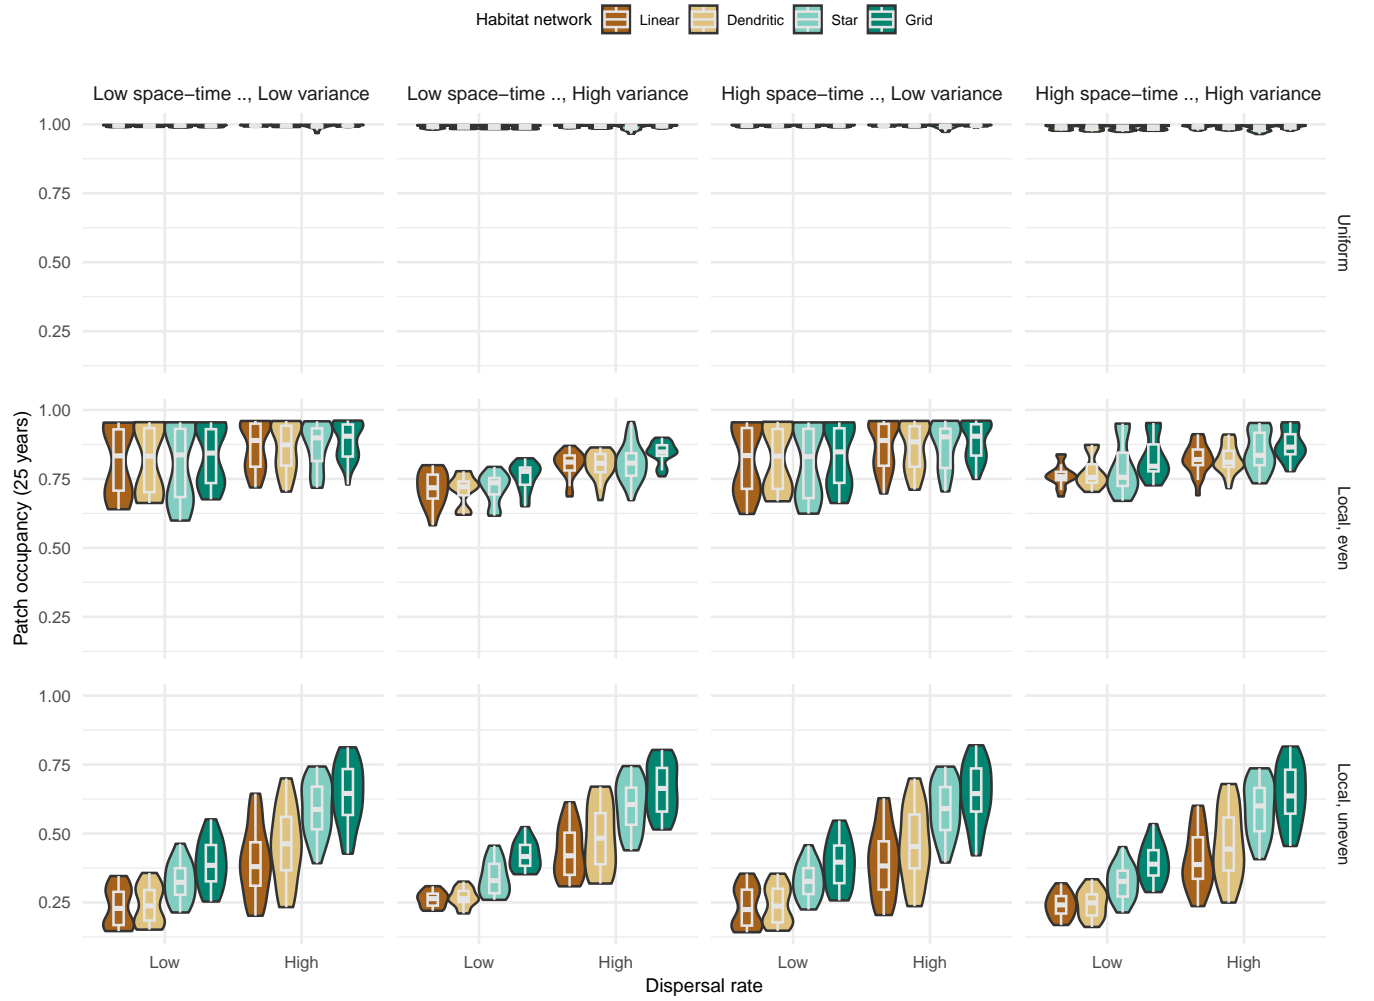 Habitat network Linear Dendritic Star Grid
Low space−time .., Low variance
Low space−time .., High variance
High space−time .., Low variance
High space−time .., High variance
1.00
0.75
0.50
0.25
Uniform
1.00
0.75
0.50
0.25
Local, even
1.00
0.75
0.50
0.25
Local, uneven
Patch occupancy (25 years)
Low High Low High Low High Low High
Dispersal rate